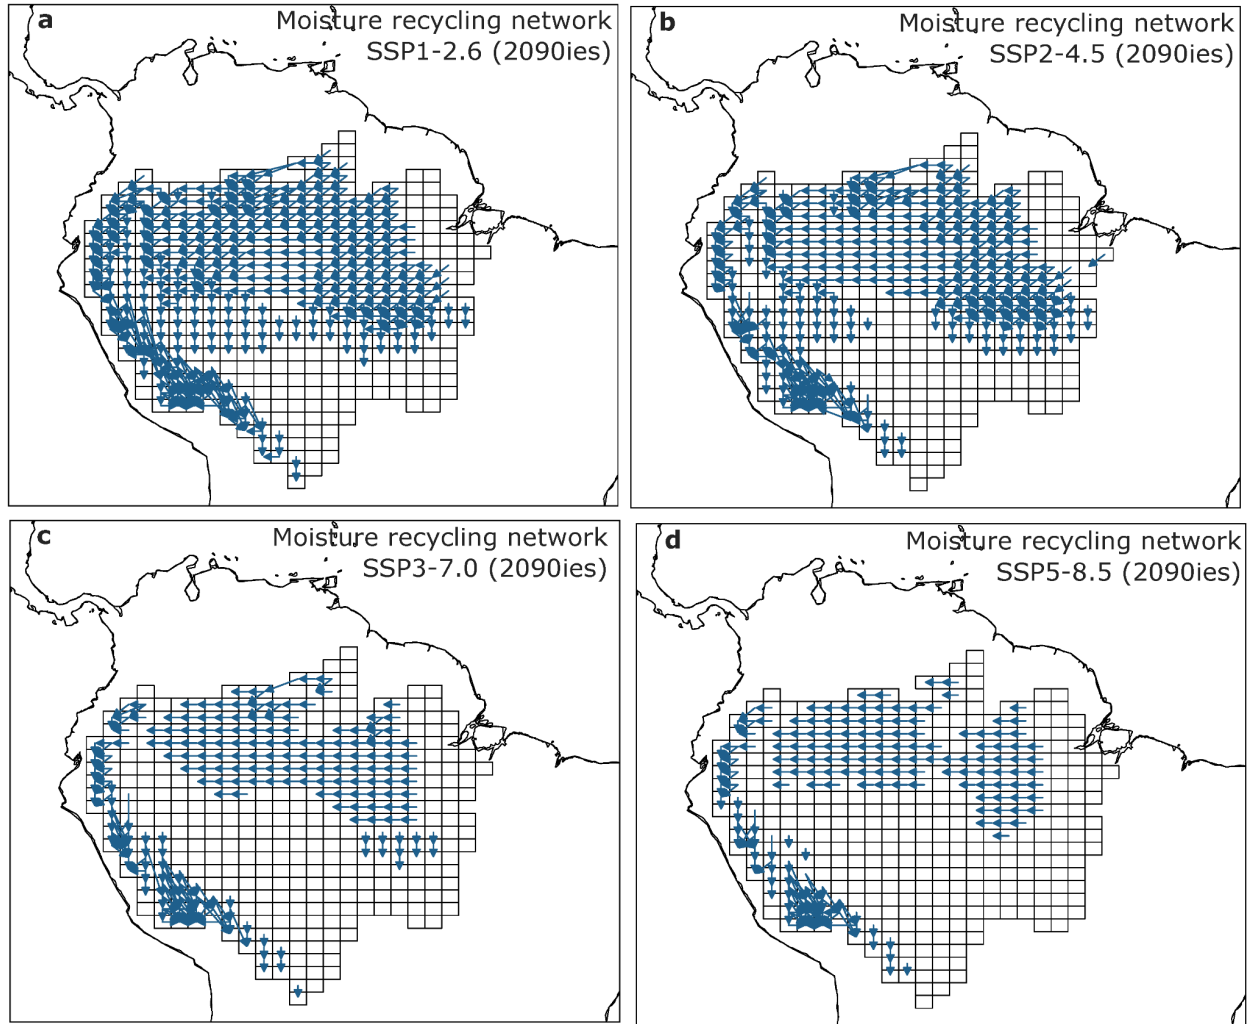 a
Moisture recycling network
SSP1-2.6 (2090ies)
b
Moisture recycling network
SSP2-4.5 (2090ies)
c
Moisture recycling network
SSP3-7.0 (2090ies)
d
Moisture recycling network
SSP5-8.5 (2090ies)